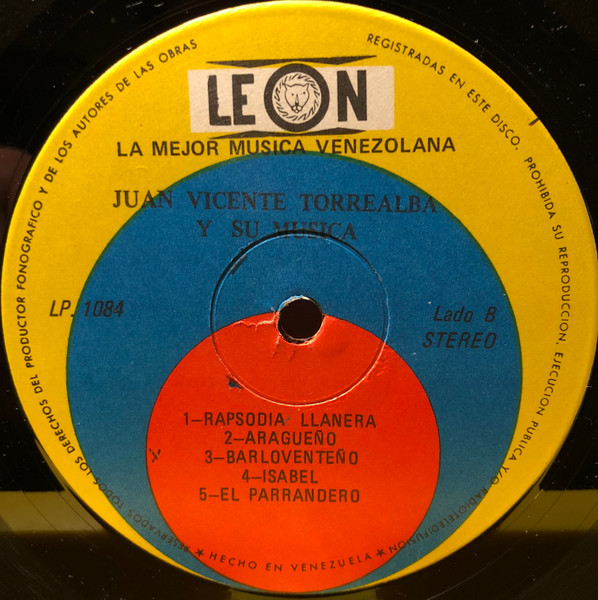 LEON
LA MEJOR MUSICA VENEZOLANA
JUAN VICENTE TORREALBA
Y SU MUSICA
LP. 1084
Lado B
STEREO
1—RAPSODIA LLANERA
2—ARAGUEÑO
3—BARLOVENTEÑO
4—ISABEL
5—EL PARRANDERO
RESERVADOS TODOS LOS DERECHOS DEL PRODUCTOR FONOGRAFICO Y DE LOS AUTORES DE LAS OBRAS REGISTRADAS EN ESTE DISCO. PROHIBIDA SU REPRODUCCION, EJECUCION PUBLICA Y/O RADIOTELEDIFUSION
★ HECHO EN VENEZUELA ★